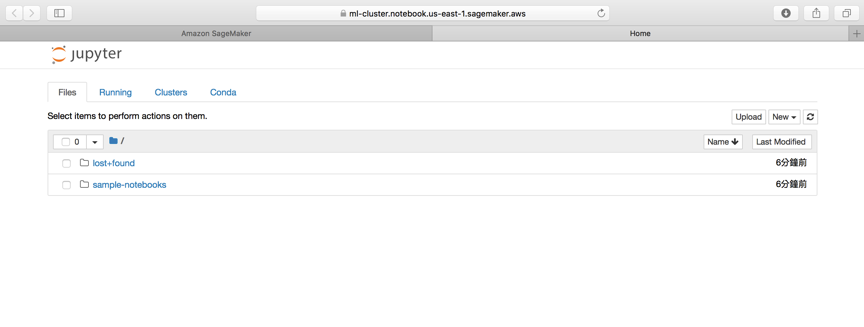 ml-cluster.notebook.us-east-1.sagemaker.aws
Amazon SageMaker
Home
jupyter
Files Running Clusters Conda
Select items to perform actions on them.
Upload New
0 / Name Last Modified
lost+found 6分鐘前
sample-notebooks 6分鐘前